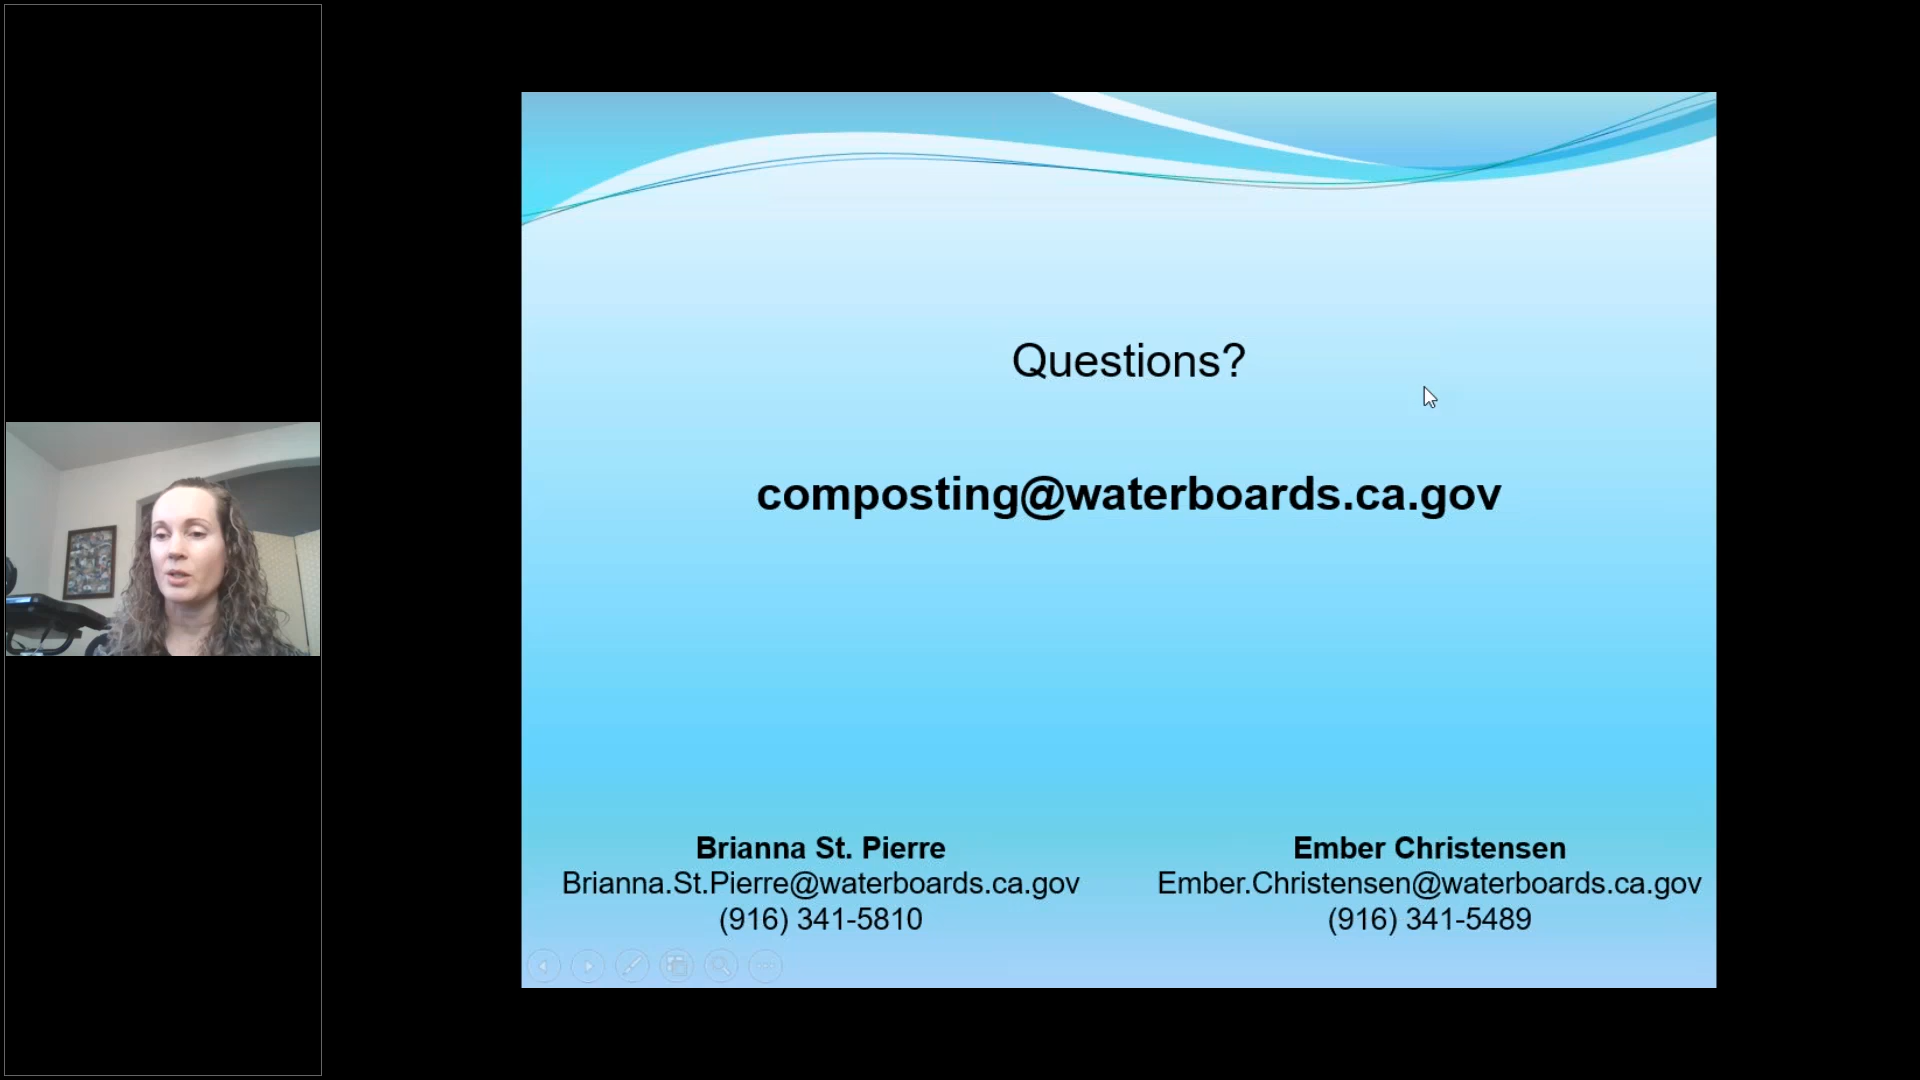 Questions?
composting@waterboards.ca.gov
Brianna St. Pierre
Brianna.St.Pierre@waterboards.ca.gov
(916) 341-5810
Ember Christensen
Ember.Christensen@waterboards.ca.gov
(916) 341-5489